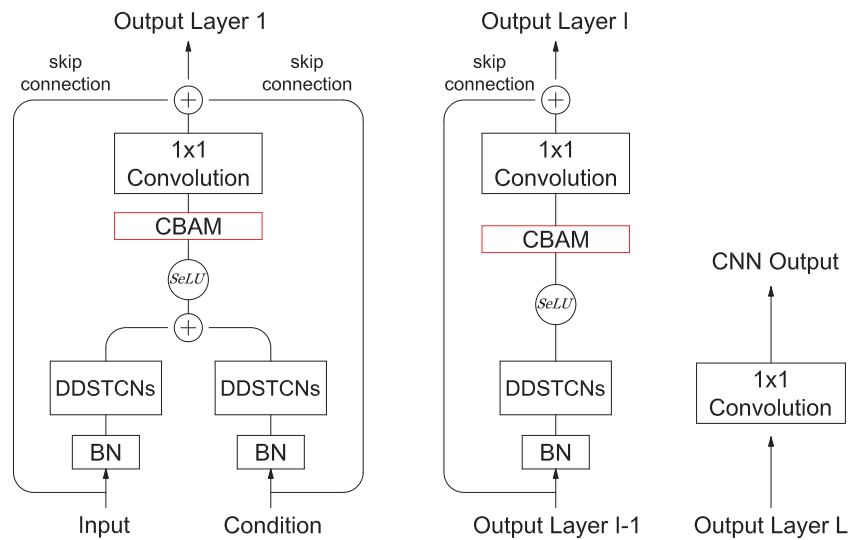 Output Layer 1
skip
connection
skip
connection
+
1x1
Convolution
CBAM
SeLU
+
DDSTCNs
DDSTCNs
BN
BN
Input
Condition
Output Layer l
skip
connection
+
1x1
Convolution
CBAM
SeLU
DDSTCNs
BN
Output Layer l-1
CNN Output
1x1
Convolution
Output Layer L